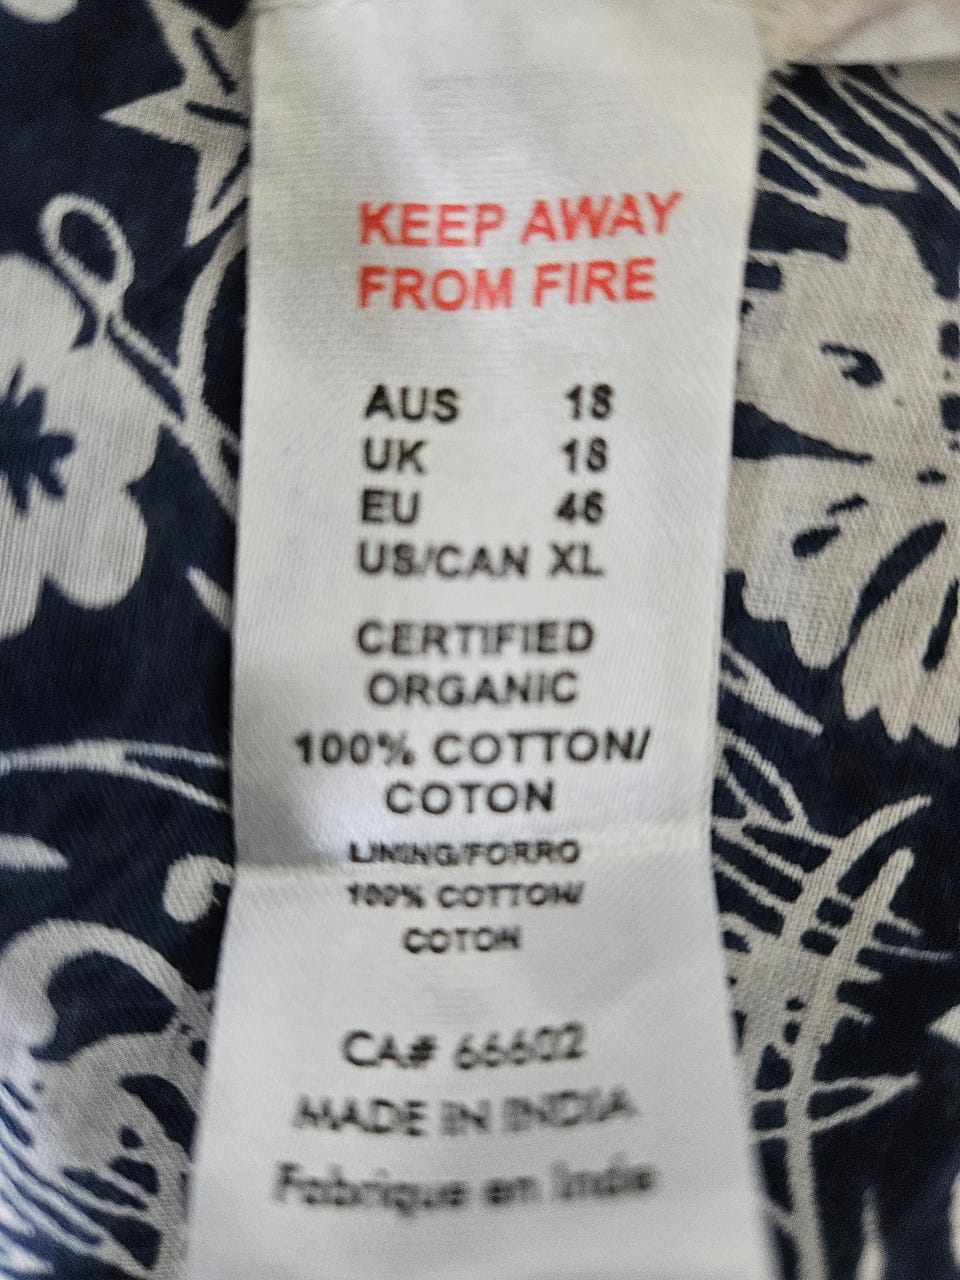 KEEP AWAY
FROM FIRE
AUS 18
UK 18
EU 46
US/CAN XL
CERTIFIED
ORGANIC
100% COTTON/
COTON
LINING/FORRO
100% COTTON/
COTON
CA# 66602
MADE IN INDIA
Fabrique en Inde